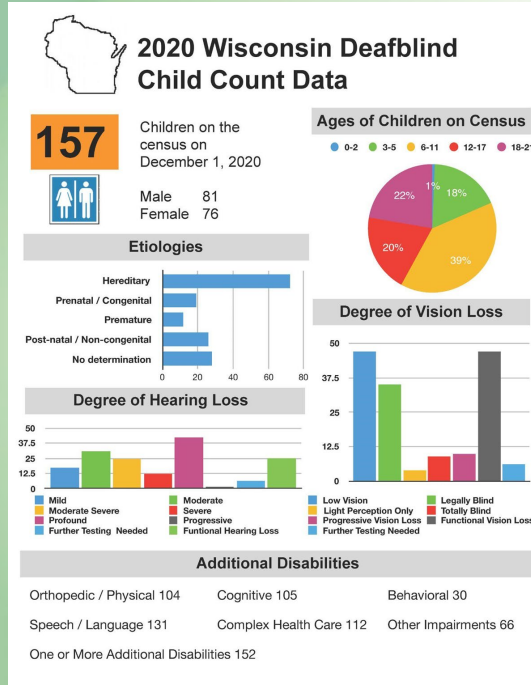 2020 Wisconsin Deafblind
Child Count Data
157
Children on the
census on
December 1, 2020
Male 81
Female 76
Ages of Children on Census
0-2 3-5 6-11 12-17 18-21
1%
18%
39%
20%
22%
Etiologies
Hereditary
Prenatal / Congenital
Premature
Post-natal / Non-congenital
No determination
0 20 40 60 80
Degree of Vision Loss
50
37.5
25
12.5
0
Low Vision Legally Blind
Light Perception Only Totally Blind
Progressive Vision Loss Functional Vision Loss
Further Testing Needed
Degree of Hearing Loss
50
37.5
25
12.5
0
Mild Moderate
Moderate Severe Severe
Profound Progressive
Further Testing Needed Funtional Hearing Loss
Additional Disabilities
Orthopedic / Physical 104 Cognitive 105 Behavioral 30
Speech / Language 131 Complex Health Care 112 Other Impairments 66
One or More Additional Disabilities 152